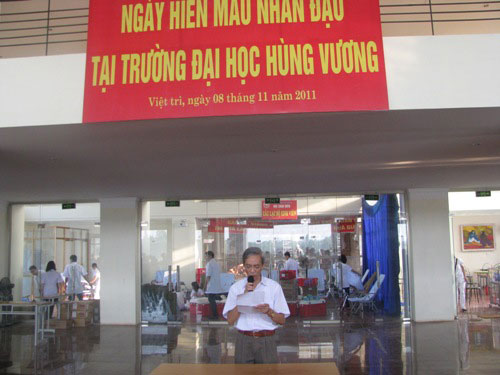 NGÀY HIẾN MÁU NHÂN ĐẠO
TẠI TRƯỜNG ĐẠI HỌC HÙNG VƯƠNG
Việt trì, ngày 08 tháng 11 năm 2011